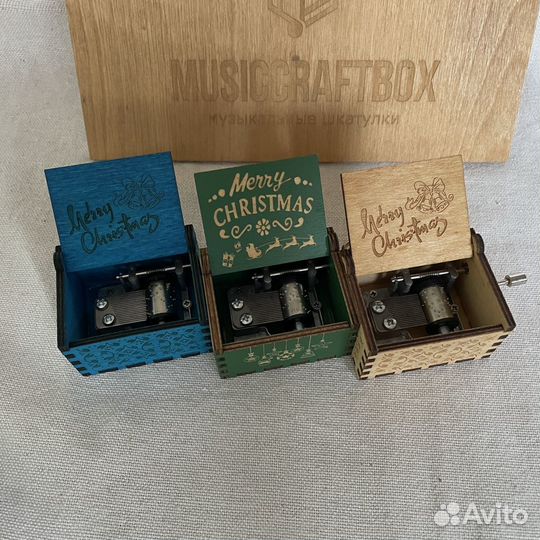 MUSICCRAFTBOX
музыкальные шкатулки
Merry
Christmas
Merry
CHRISTMAS
Merry
Christmas
Avito